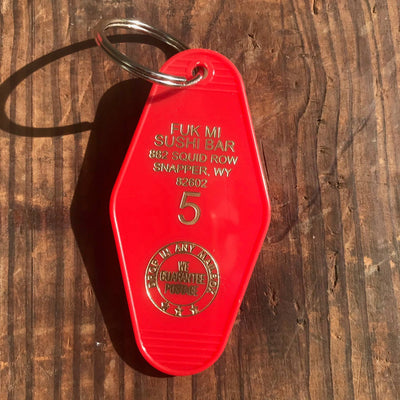 FUK MI
SUSHI BAR
882 SQUID ROW
SNAPPER, WY
82602
5
DROP IN ANY MAILBOX
WE
GUARANTEE
POSTAGE